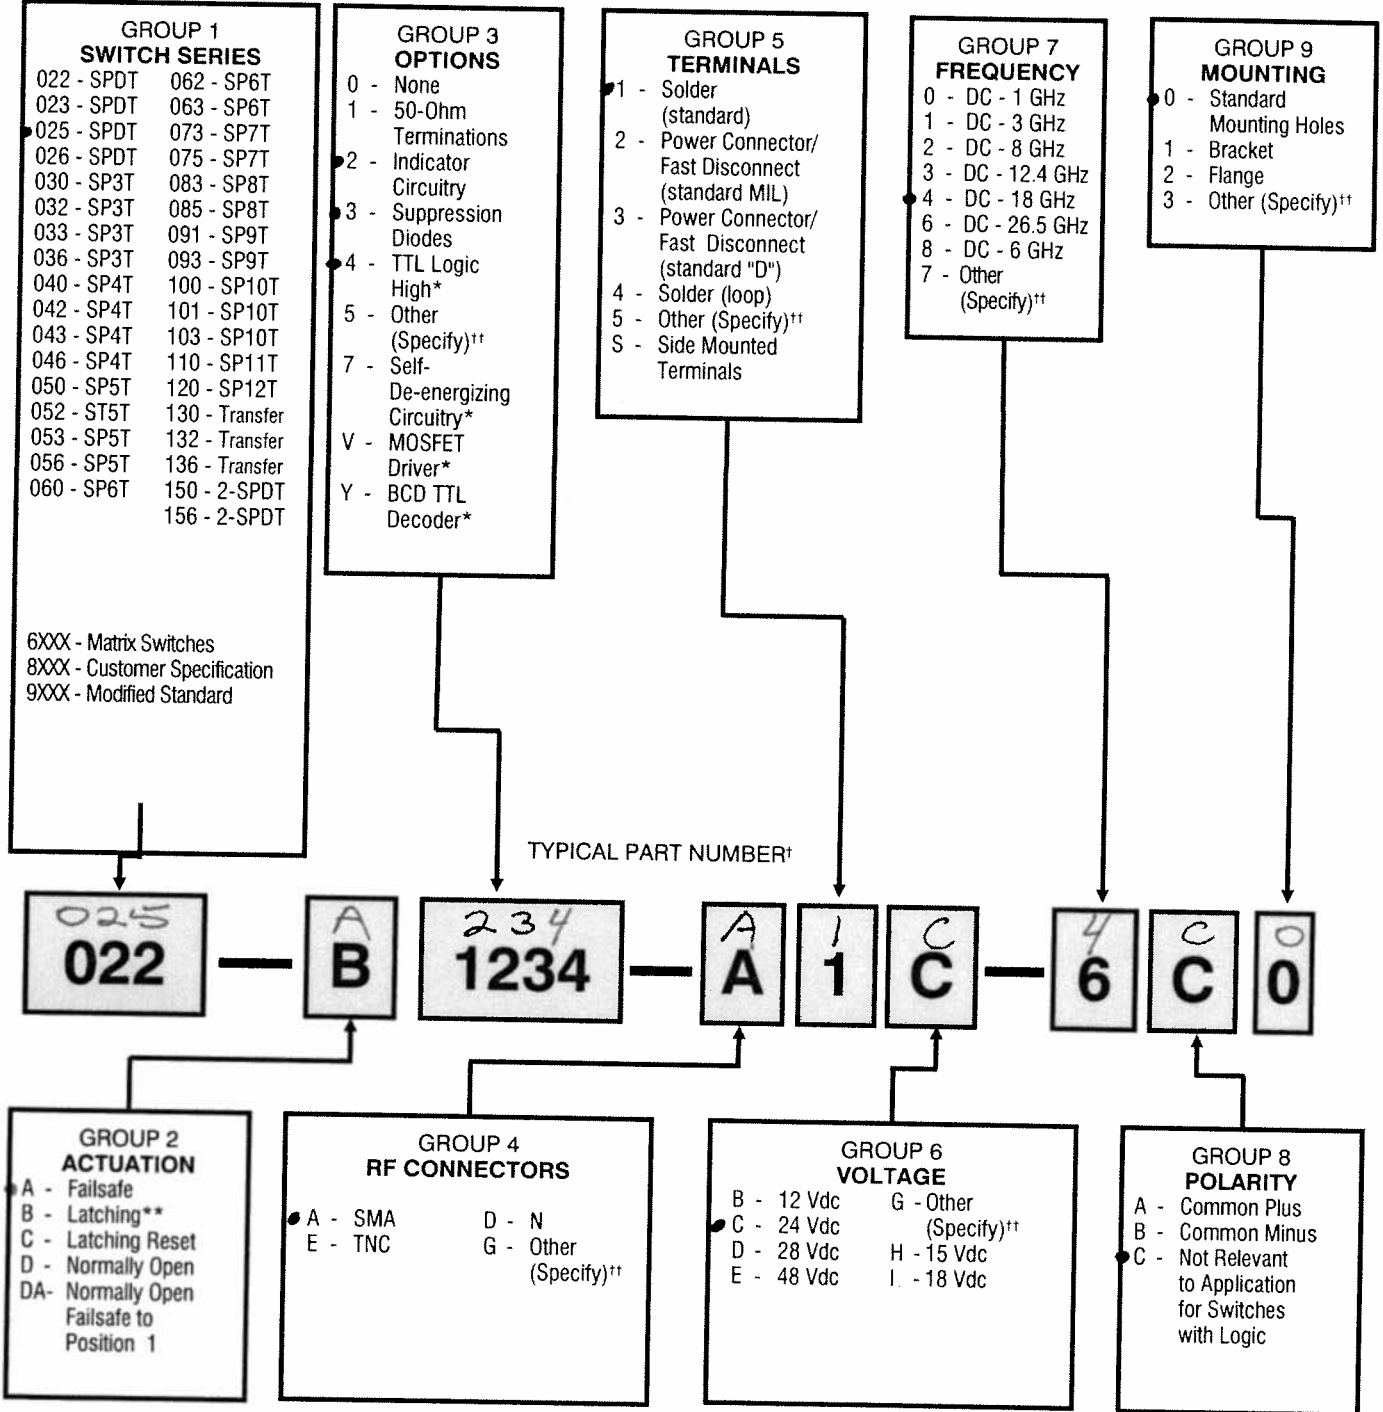 GROUP 1
SWITCH SERIES
022 - SPDT 062 - SP6T
023 - SPDT 063 - SP6T
025 - SPDT 073 - SP7T
026 - SPDT 075 - SP7T
030 - SP3T 083 - SP8T
032 - SP3T 085 - SP8T
033 - SP3T 091 - SP9T
036 - SP3T 093 - SP9T
040 - SP4T 100 - SP10T
042 - SP4T 101 - SP10T
043 - SP4T 103 - SP10T
046 - SP4T 110 - SP11T
050 - SP5T 120 - SP12T
052 - ST5T 130 - Transfer
053 - SP5T 132 - Transfer
056 - SP5T 136 - Transfer
060 - SP6T 150 - 2-SPDT
156 - 2-SPDT
6XXX - Matrix Switches
8XXX - Customer Specification
9XXX - Modified Standard
GROUP 3
OPTIONS
0 - None
1 - 50-Ohm
Terminations
2 - Indicator
Circuitry
3 - Suppression
Diodes
4 - TTL Logic
High*
5 - Other
(Specify)††
7 - Self-
De-energizing
Circuitry*
V - MOSFET
Driver*
Y - BCD TTL
Decoder*
GROUP 5
TERMINALS
1 - Solder
(standard)
2 - Power Connector/
Fast Disconnect
(standard MIL)
3 - Power Connector/
Fast Disconnect
(standard "D")
4 - Solder (loop)
5 - Other (Specify)††
S - Side Mounted
Terminals
GROUP 7
FREQUENCY
0 - DC - 1 GHz
1 - DC - 3 GHz
2 - DC - 8 GHz
3 - DC - 12.4 GHz
4 - DC - 18 GHz
6 - DC - 26.5 GHz
8 - DC - 6 GHz
7 - Other
(Specify)††
GROUP 9
MOUNTING
0 - Standard
Mounting Holes
1 - Bracket
2 - Flange
3 - Other (Specify)††
TYPICAL PART NUMBER†
025 A 234 A 1 C 4 C 0
022 — B 1234 — A 1 C — 6 C 0
GROUP 2
ACTUATION
A - Failsafe
B - Latching**
C - Latching Reset
D - Normally Open
DA- Normally Open
Failsafe to
Position 1
GROUP 4
RF CONNECTORS
A - SMA D - N
E - TNC G - Other
(Specify)††
GROUP 6
VOLTAGE
B - 12 Vdc G - Other
C - 24 Vdc (Specify)††
D - 28 Vdc H - 15 Vdc
E - 48 Vdc I. - 18 Vdc
GROUP 8
POLARITY
A - Common Plus
B - Common Minus
C - Not Relevant
to Application
for Switches
with Logic